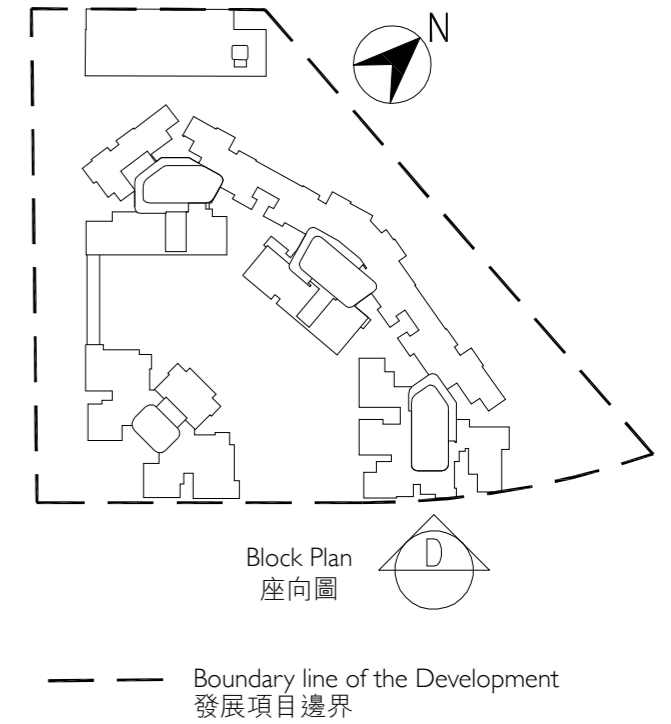 N
Block Plan
座向圖
D
Boundary line of the Development
發展項目邊界